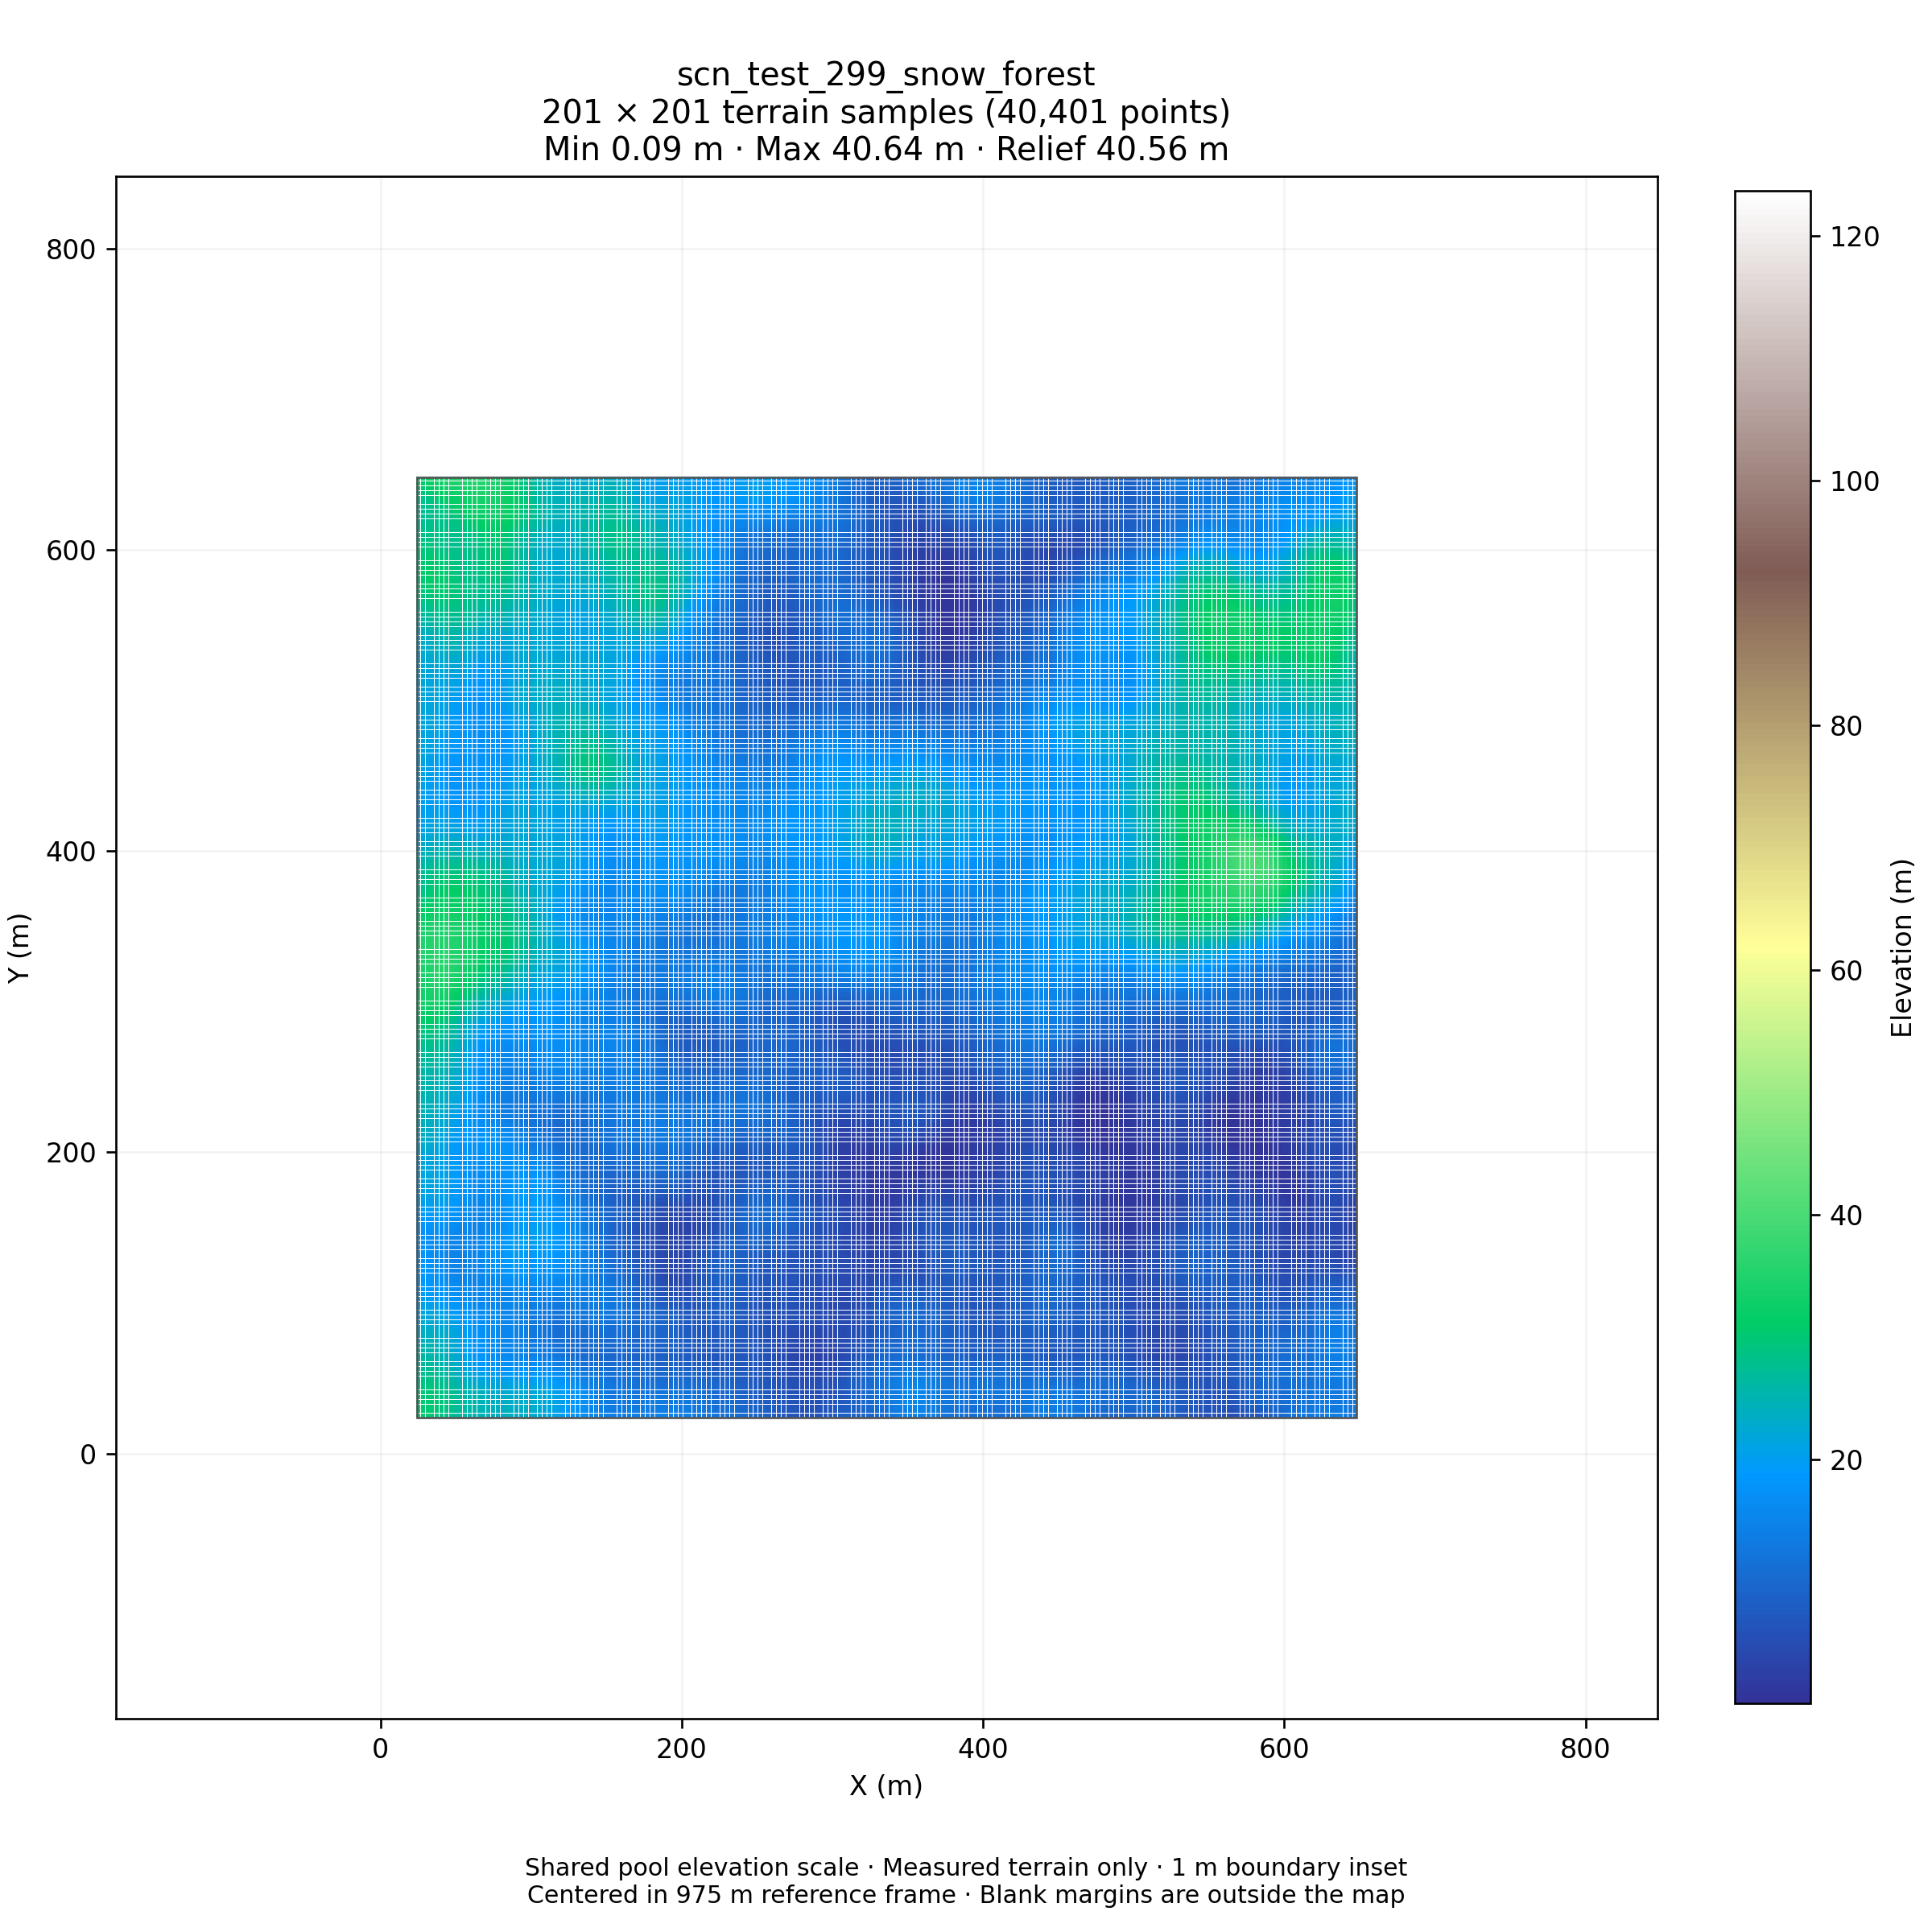 scn_test_299_snow_forest
201 × 201 terrain samples (40,401 points)
Min 0.09 m · Max 40.64 m · Relief 40.56 m
800
600
400
200
0
Y (m)
0
200
400
600
800
X (m)
120
100
80
60
40
20
Elevation (m)
Shared pool elevation scale · Measured terrain only · 1 m boundary inset
Centered in 975 m reference frame · Blank margins are outside the map